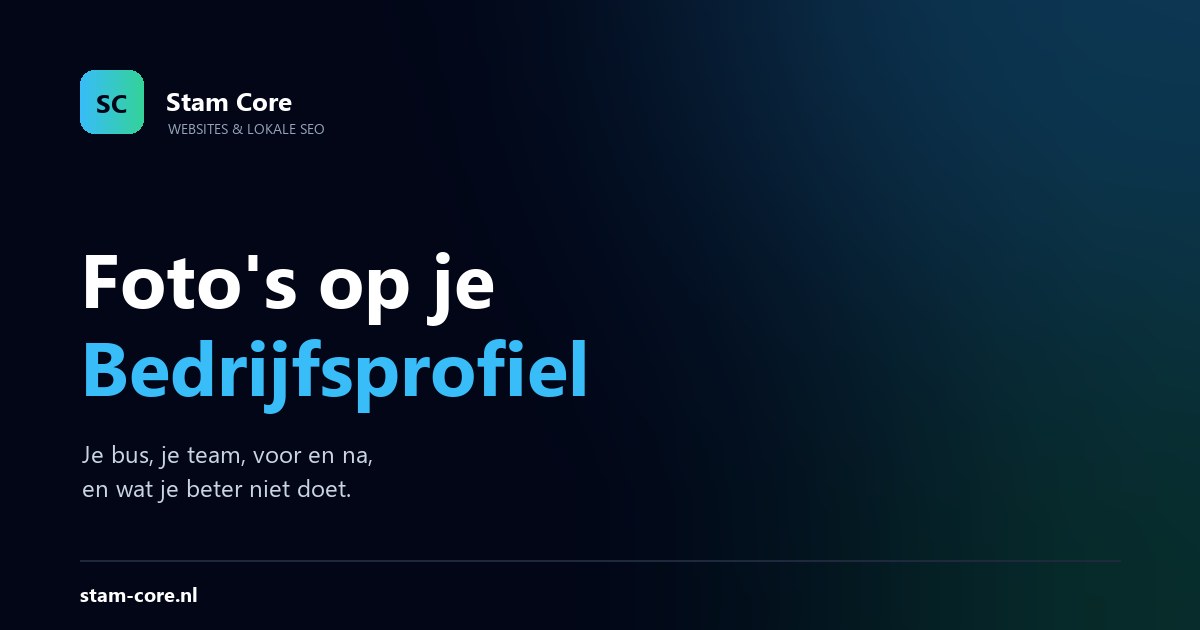 SC
Stam Core
WEBSITES & LOKALE SEO
Foto's op je
Bedrijfsprofiel
Je bus, je team, voor en na,
en wat je beter niet doet.
stam-core.nl